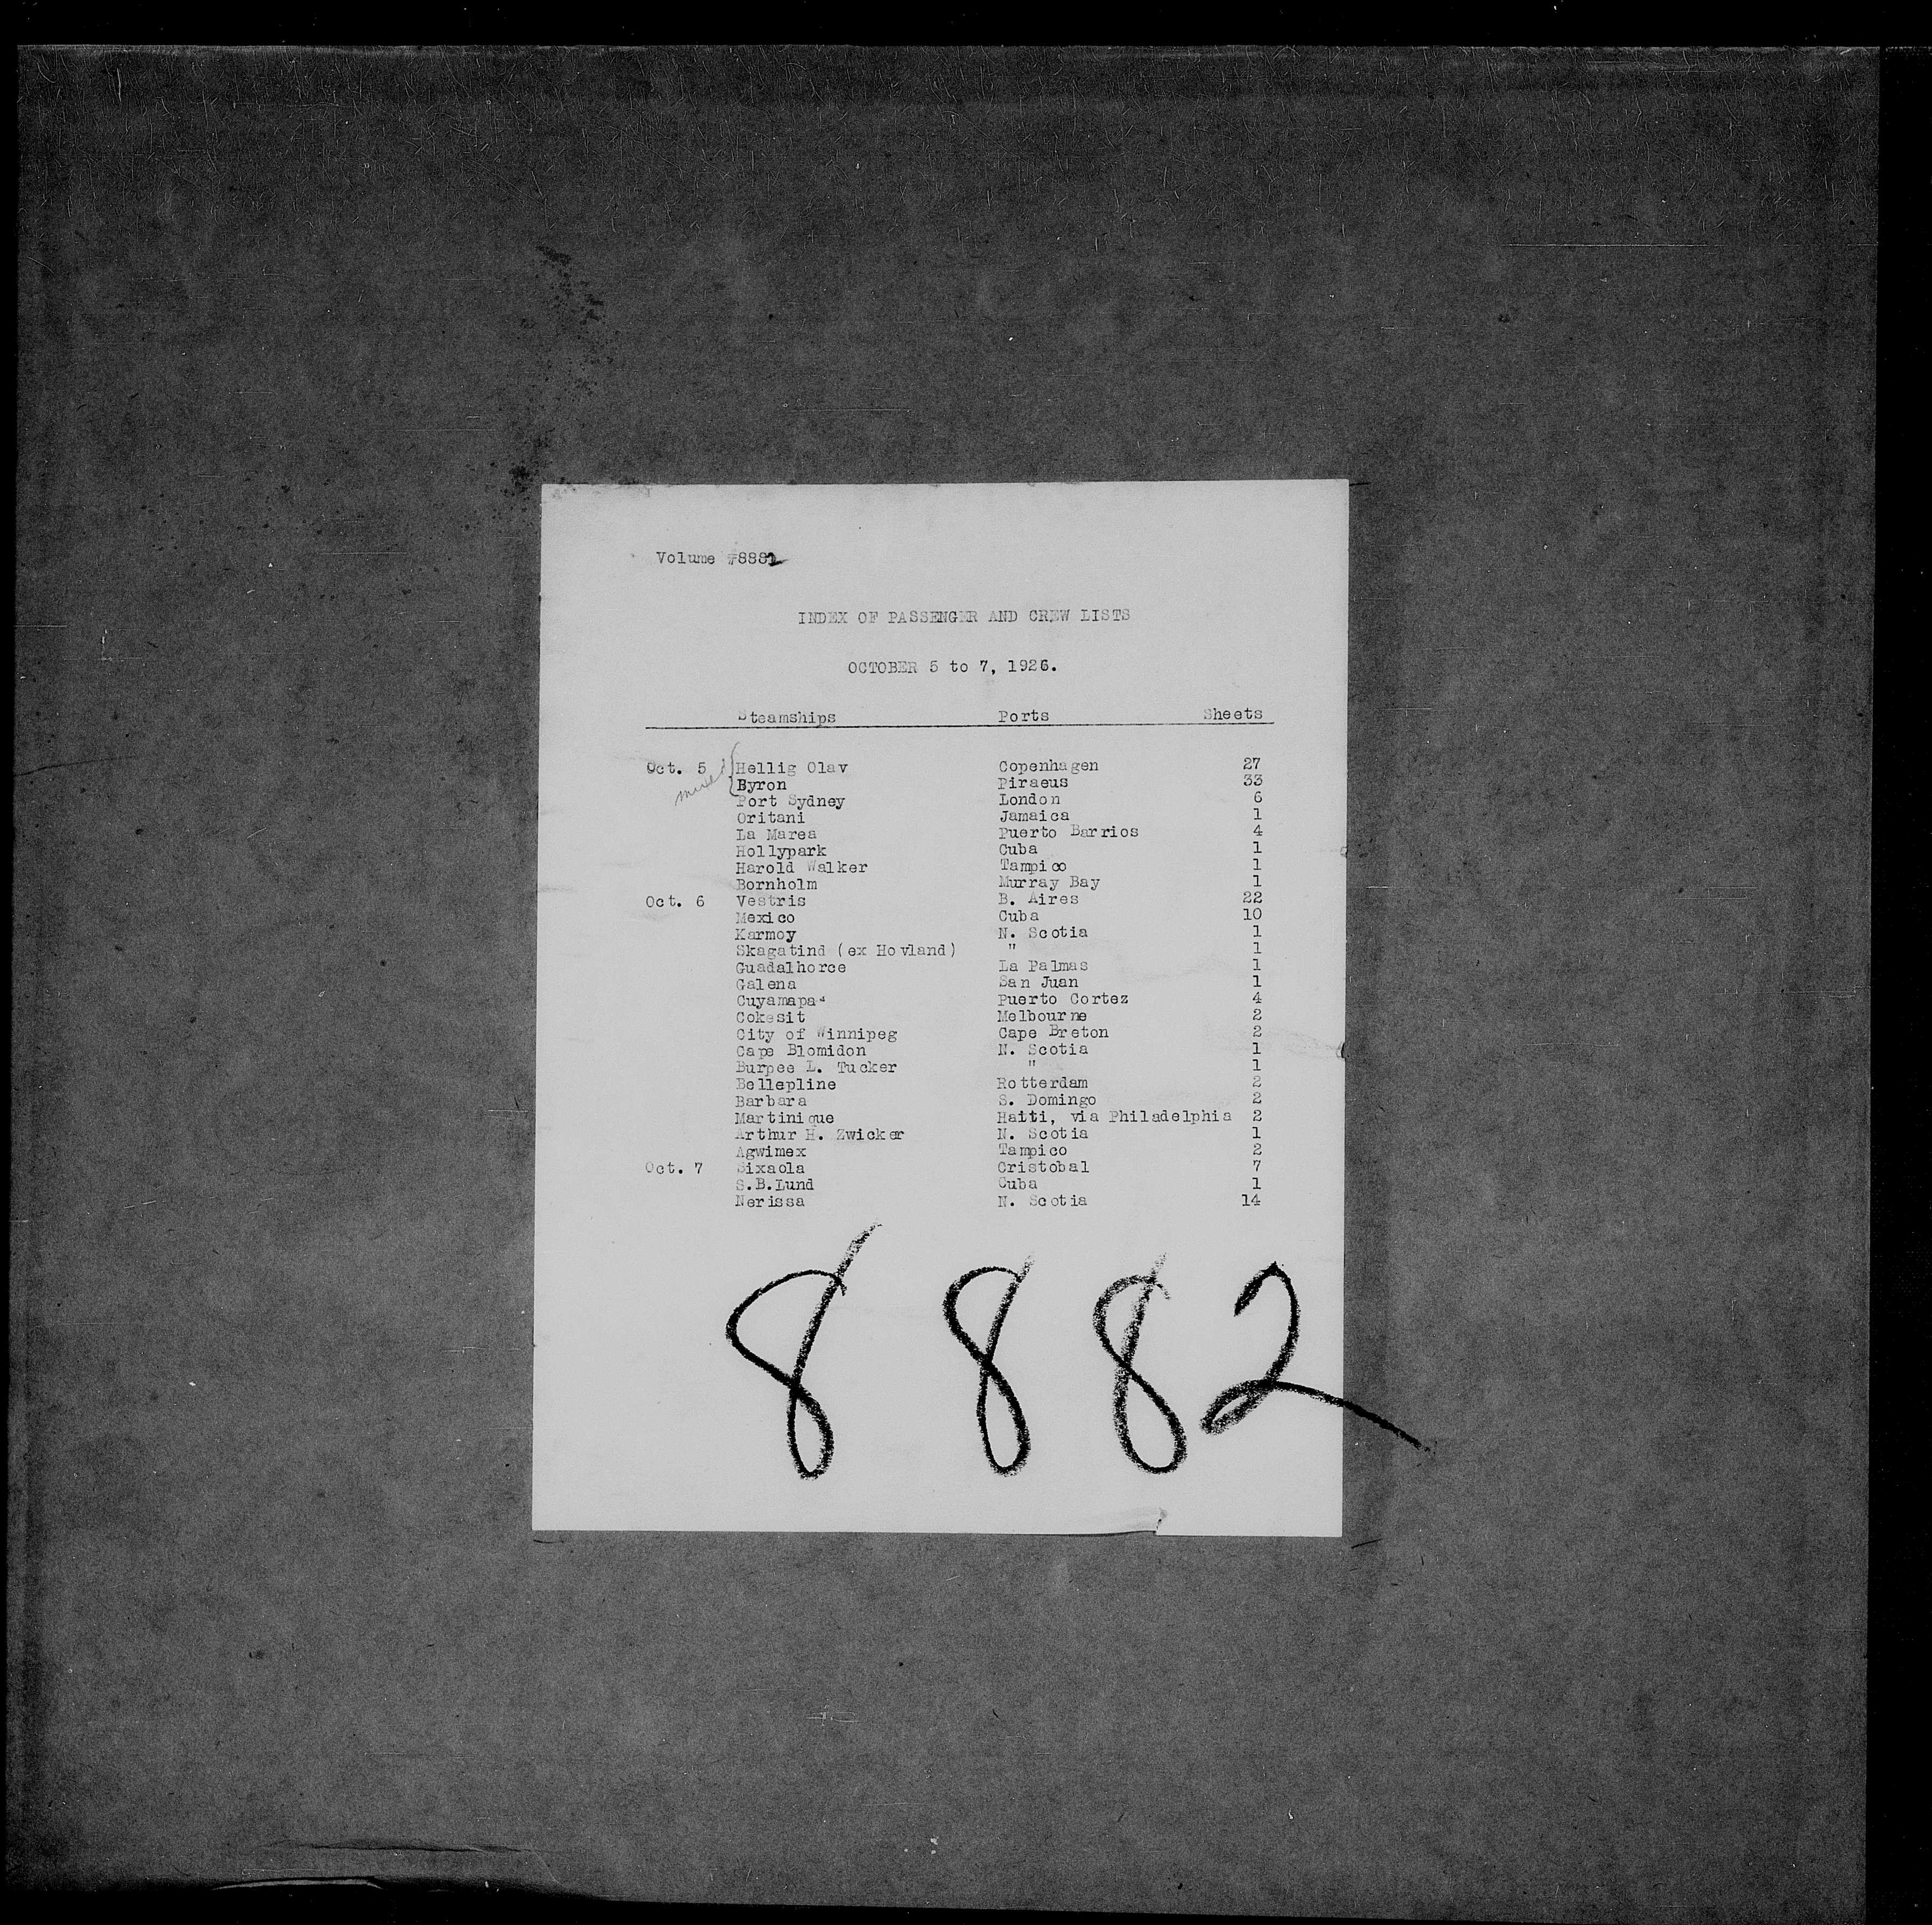 Volume #8882
INDEX OF PASSENGER AND CREW LISTS
OCTOBER 5 to 7, 1926.
Steamships Ports Sheets
Oct. 5 Hellig Olav Copenhagen 27
Byron Piraeus 33
Port Sydney London 6
Oritani Jamaica 1
La Marea Puerto Barrios 4
Hollypark Cuba 1
Harold Walker Tampico 1
Bornholm Murray Bay 1
Oct. 6 Vestris B. Aires 22
Mexico Cuba 10
Karmoy N. Scotia 1
Skagatind (ex Hovland) " 1
Guadalhorce La Palmas 1
Galena San Juan 1
Cuyamapa Puerto Cortez 4
Cokesit Melbourne 2
City of Winnipeg Cape Breton 2
Cape Blomidon N. Scotia 1
Burpee L. Tucker " 1
Bellepline Rotterdam 2
Barbara S. Domingo 2
Martinique Haiti, via Philadelphia 2
Arthur H. Zwicker N. Scotia 1
Agwimex Tampico 2
Oct. 7 Sixaola Cristobal 7
S.B.Lund Cuba 1
Nerissa N. Scotia 14
8882